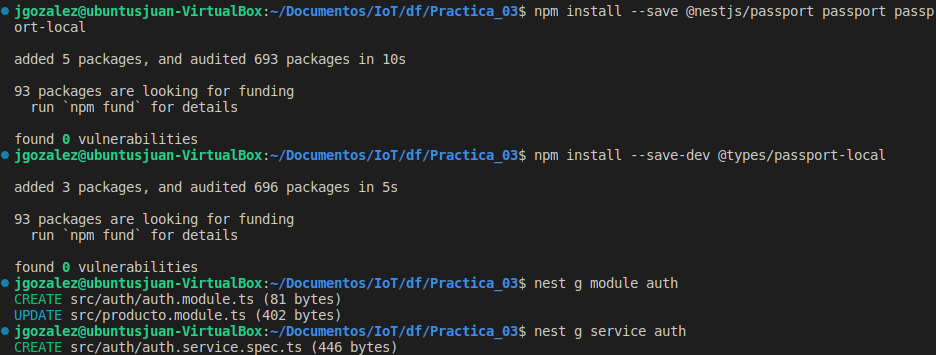 jgozalez@ubuntusjuan-VirtualBox:~/Documentos/IoT/df/Practica_03$ npm install --save @nestjs/passport passport passp
ort-local
added 5 packages, and audited 693 packages in 10s
93 packages are looking for funding
run `npm fund` for details
found 0 vulnerabilities
jgozalez@ubuntusjuan-VirtualBox:~/Documentos/IoT/df/Practica_03$ npm install --save-dev @types/passport-local
added 3 packages, and audited 696 packages in 5s
93 packages are looking for funding
run `npm fund` for details
found 0 vulnerabilities
jgozalez@ubuntusjuan-VirtualBox:~/Documentos/IoT/df/Practica_03$ nest g module auth
CREATE src/auth/auth.module.ts (81 bytes)
UPDATE src/producto.module.ts (402 bytes)
jgozalez@ubuntusjuan-VirtualBox:~/Documentos/IoT/df/Practica_03$ nest g service auth
CREATE src/auth/auth.service.spec.ts (446 bytes)